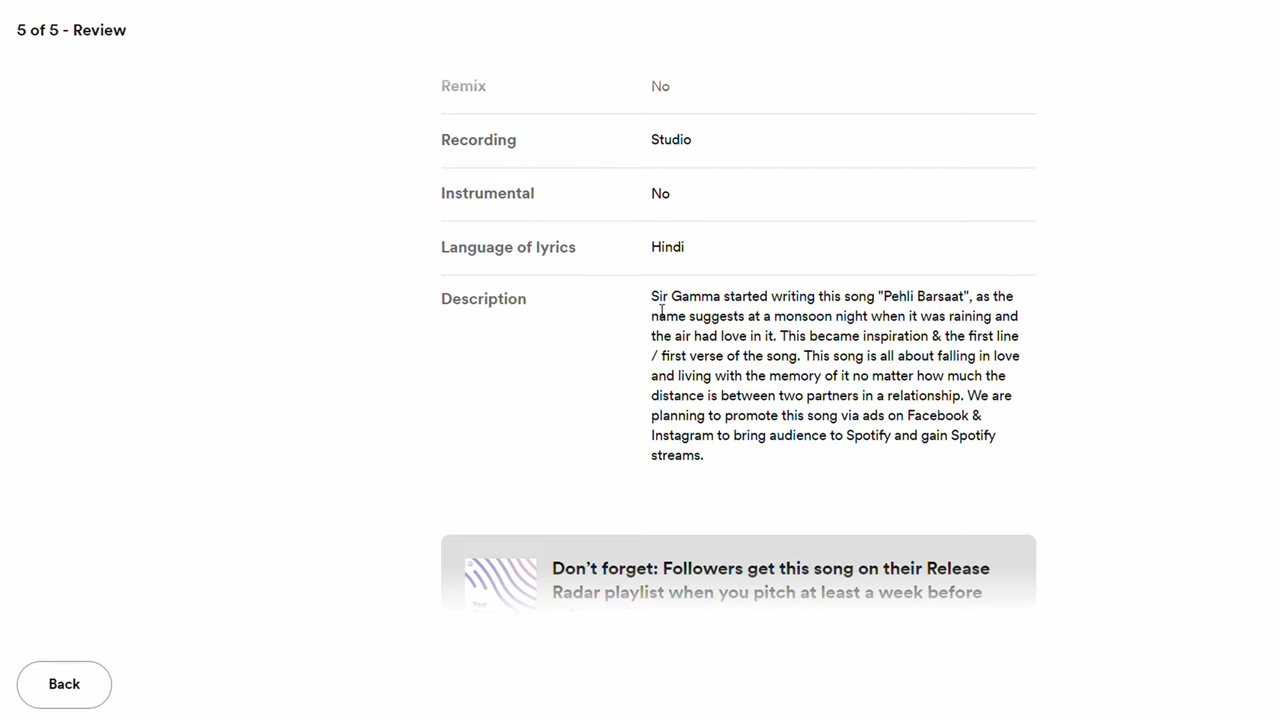 5 of 5 - Review
Remix No
Recording Studio
Instrumental No
Language of lyrics Hindi
Description Sir Gamma started writing this song "Pehli Barsaat", as the
name suggests at a monsoon night when it was raining and
the air had love in it. This became inspiration & the first line
/ first verse of the song. This song is all about falling in love
and living with the memory of it no matter how much the
distance is between two partners in a relationship. We are
planning to promote this song via ads on Facebook &
Instagram to bring audience to Spotify and gain Spotify
streams.
Don't forget: Followers get this song on their Release
Radar playlist when you pitch at least a week before
Your
Back